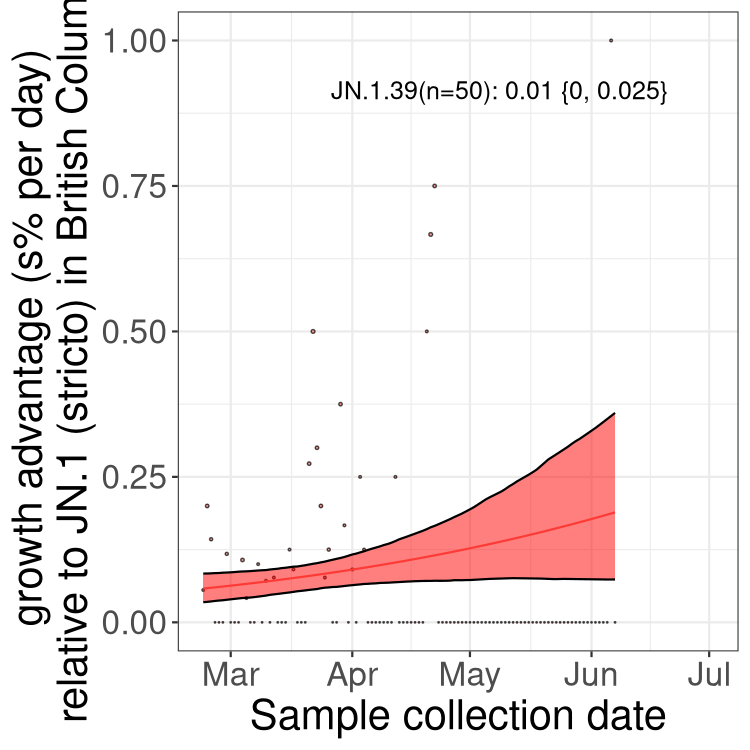 growth advantage (s% per day)
relative to JN.1 (stricto) in British Colum
1.00
0.75
0.50
0.25
0.00
JN.1.39(n=50): 0.01 {0, 0.025}
Mar Apr May Jun Jul
Sample collection date